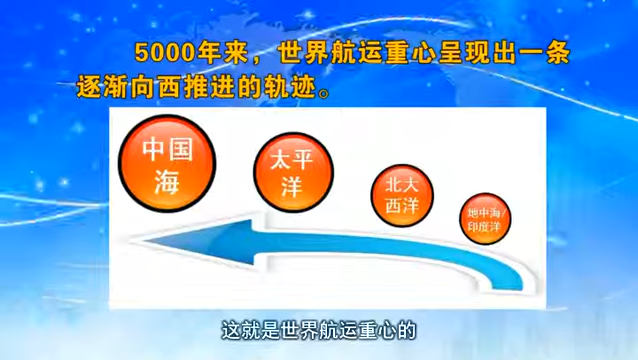 5000年来，世界航运重心呈现出一条
逐渐向西推进的轨迹。
中国
海
太平
洋
北大
西洋
地中海/
印度洋
这就是世界航运重心的